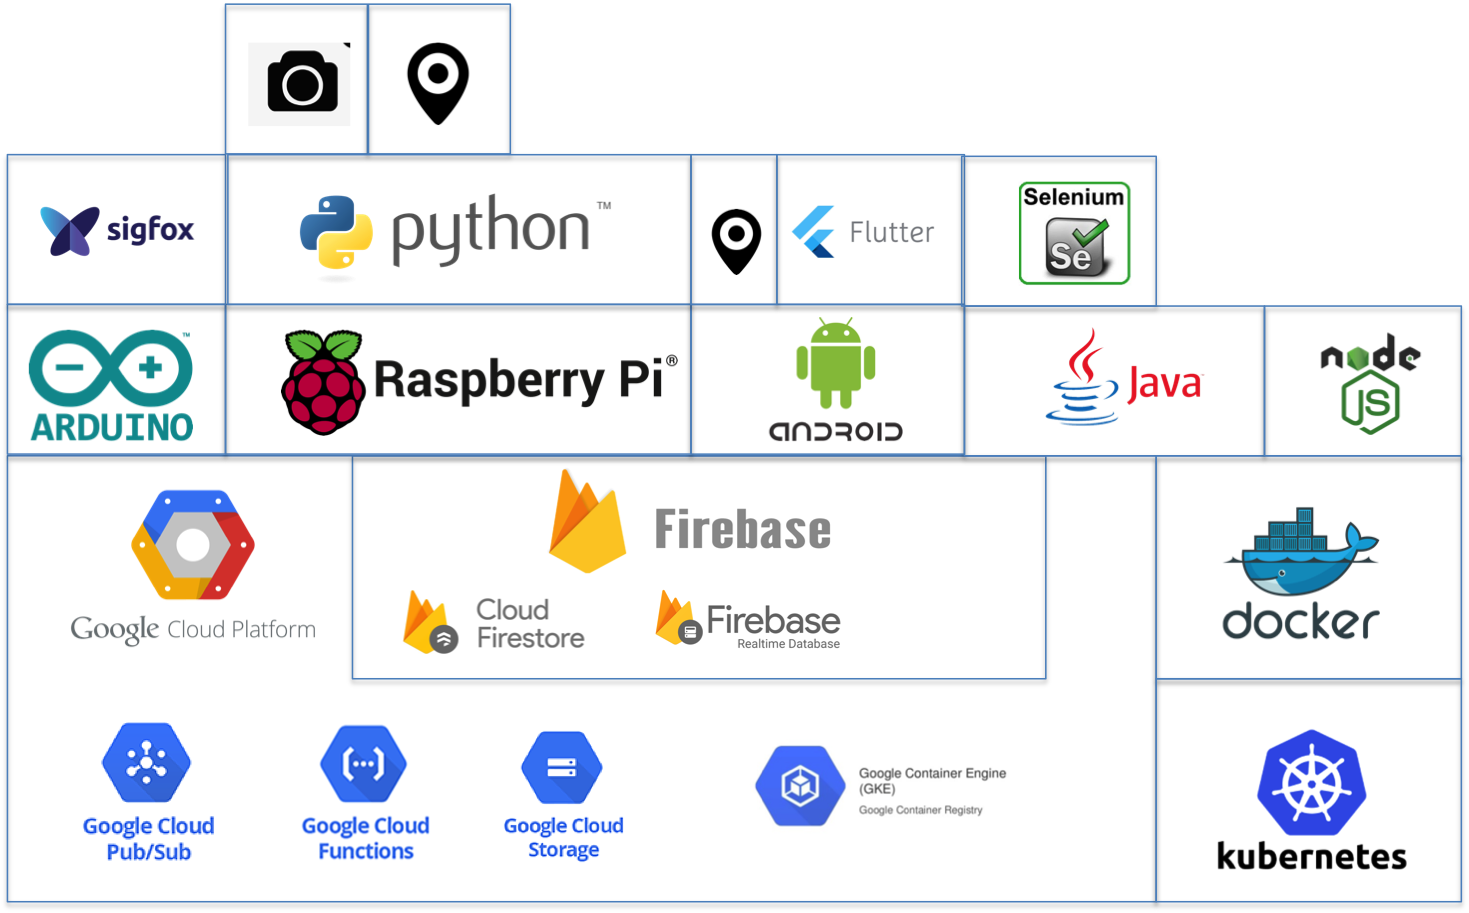 sigfox
python™
Flutter
Selenium
Se
ARDUINO™
Raspberry Pi®
ANDROID
Java™
node
JS
Google Cloud Platform
Firebase
Cloud
Firestore
Firebase
Realtime Database
docker
Google Cloud
Pub/Sub
Google Cloud
Functions
Google Cloud
Storage
Google Container Engine
(GKE)
Google Container Registry
kubernetes